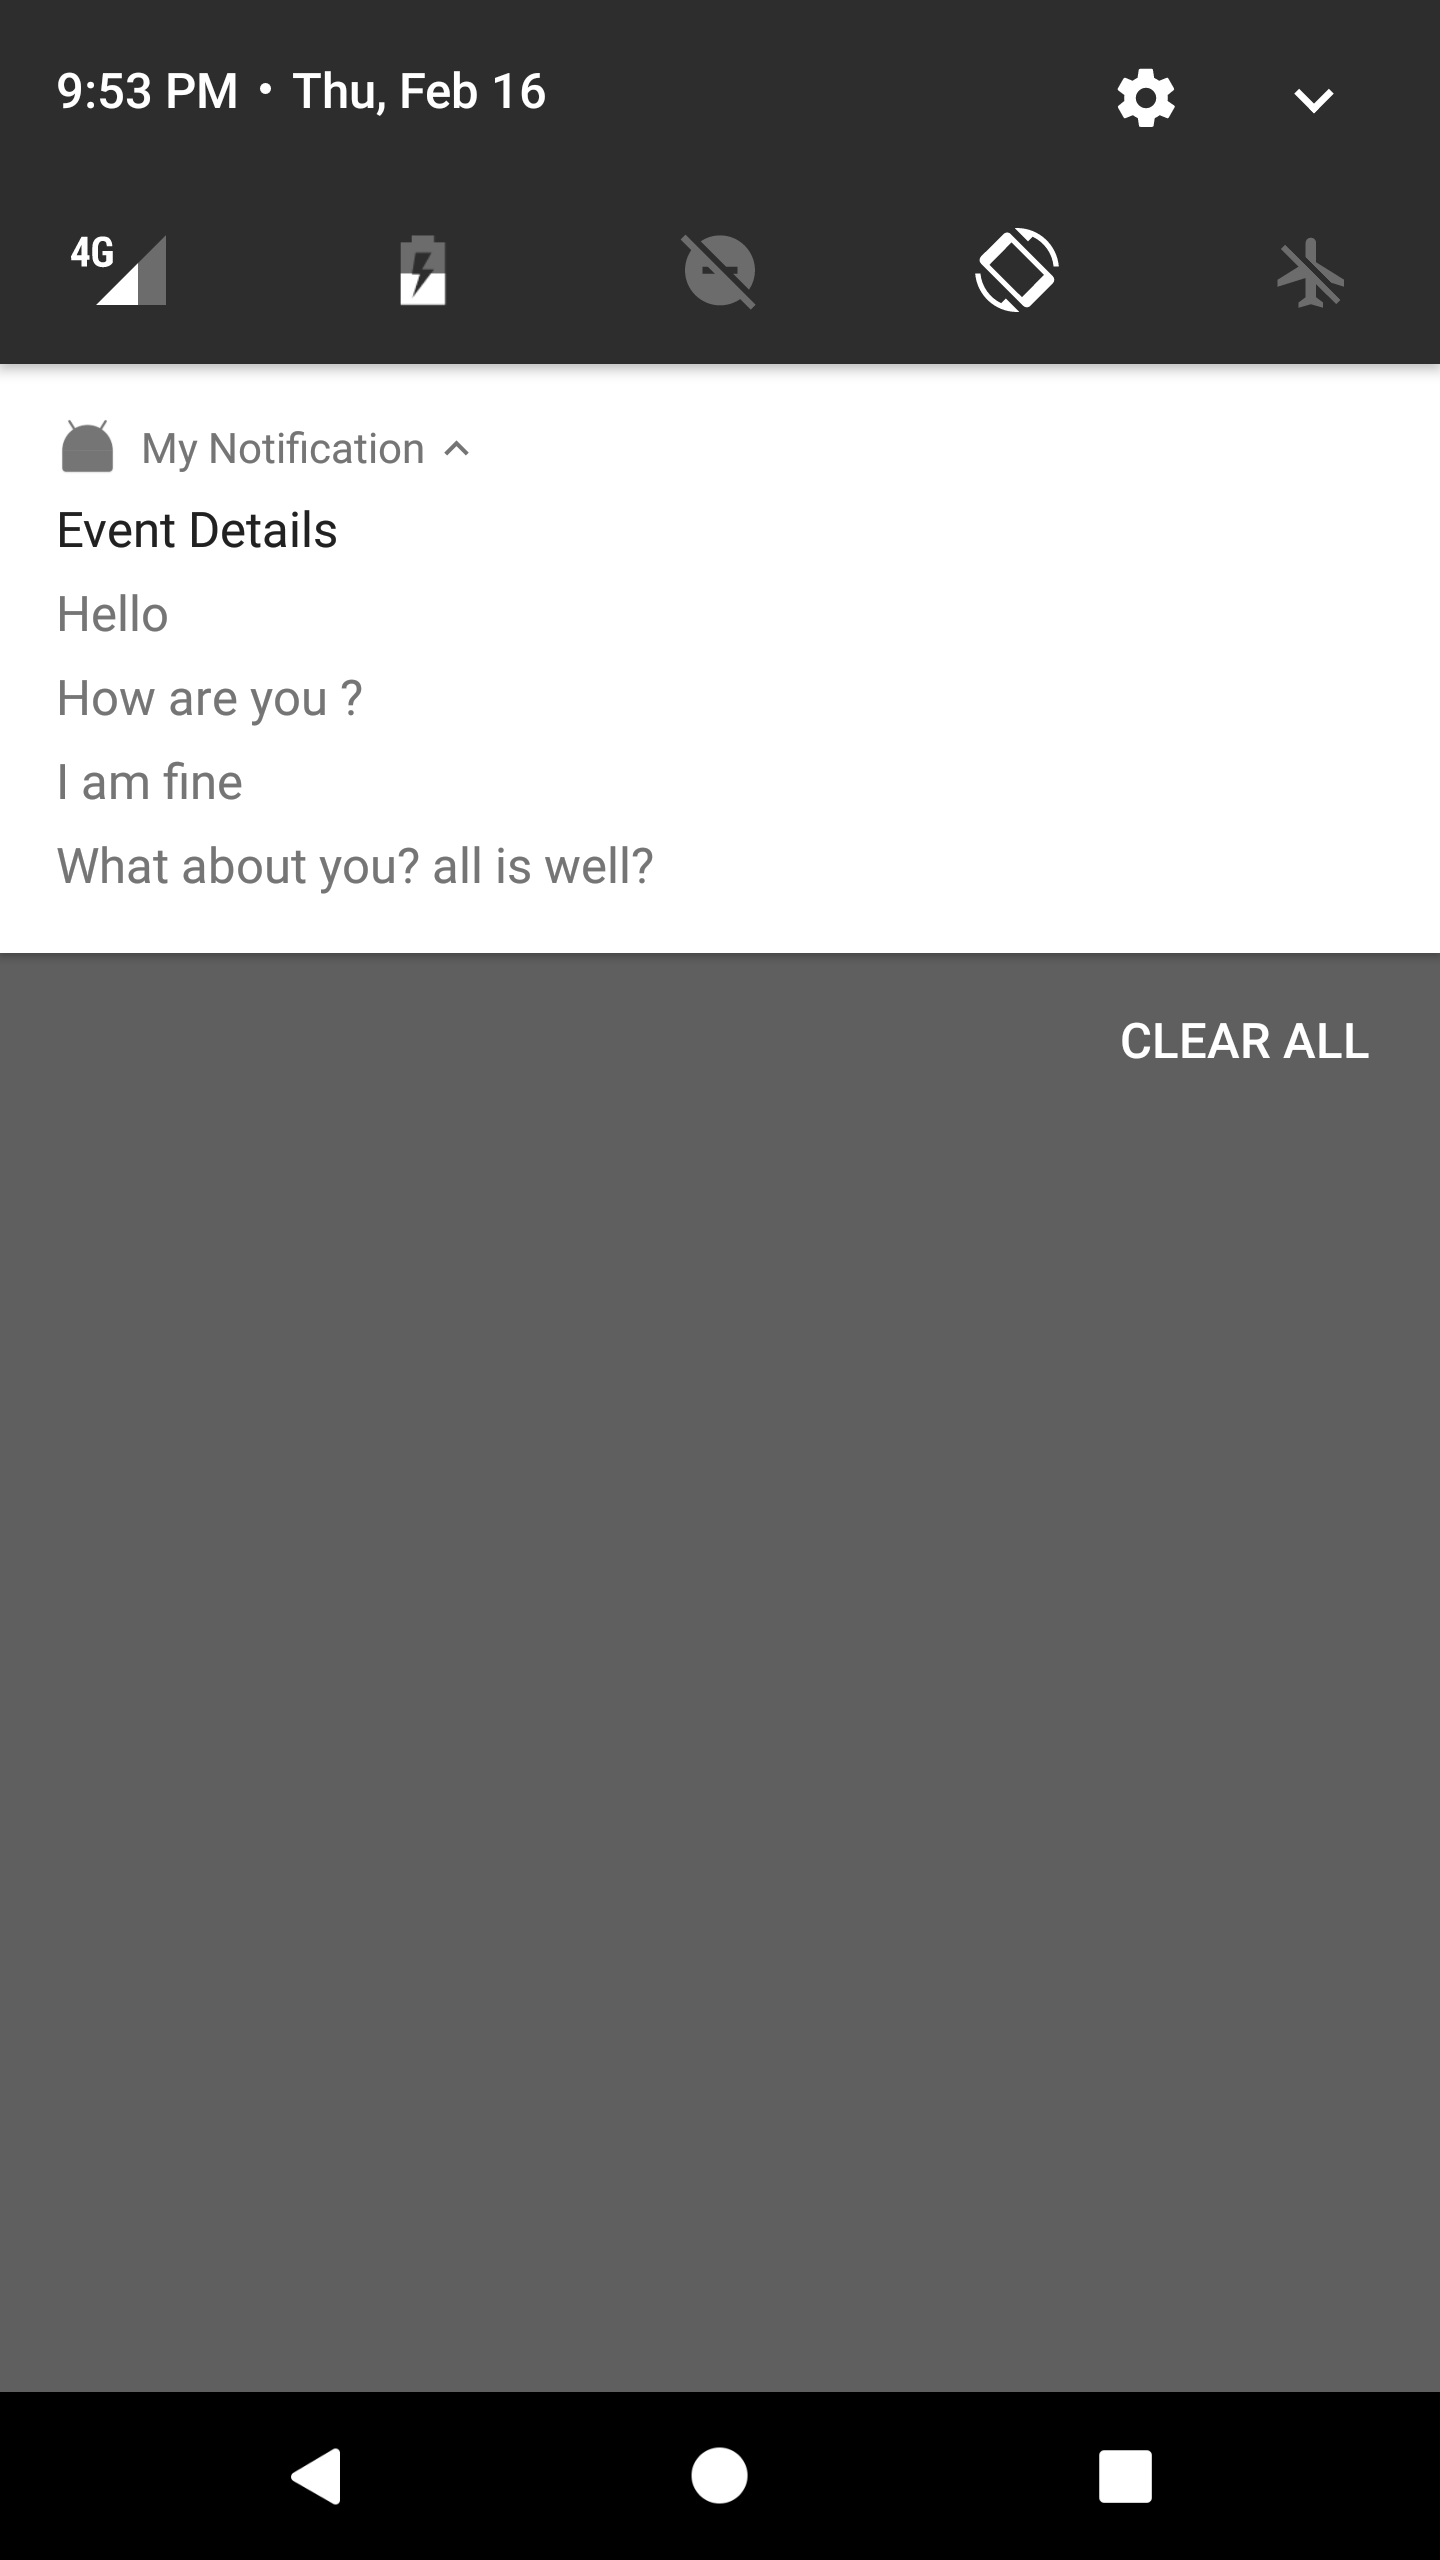 9:53 PM • Thu, Feb 16
4G
My Notification
Event Details
Hello
How are you ?
I am fine
What about you? all is well?
CLEAR ALL